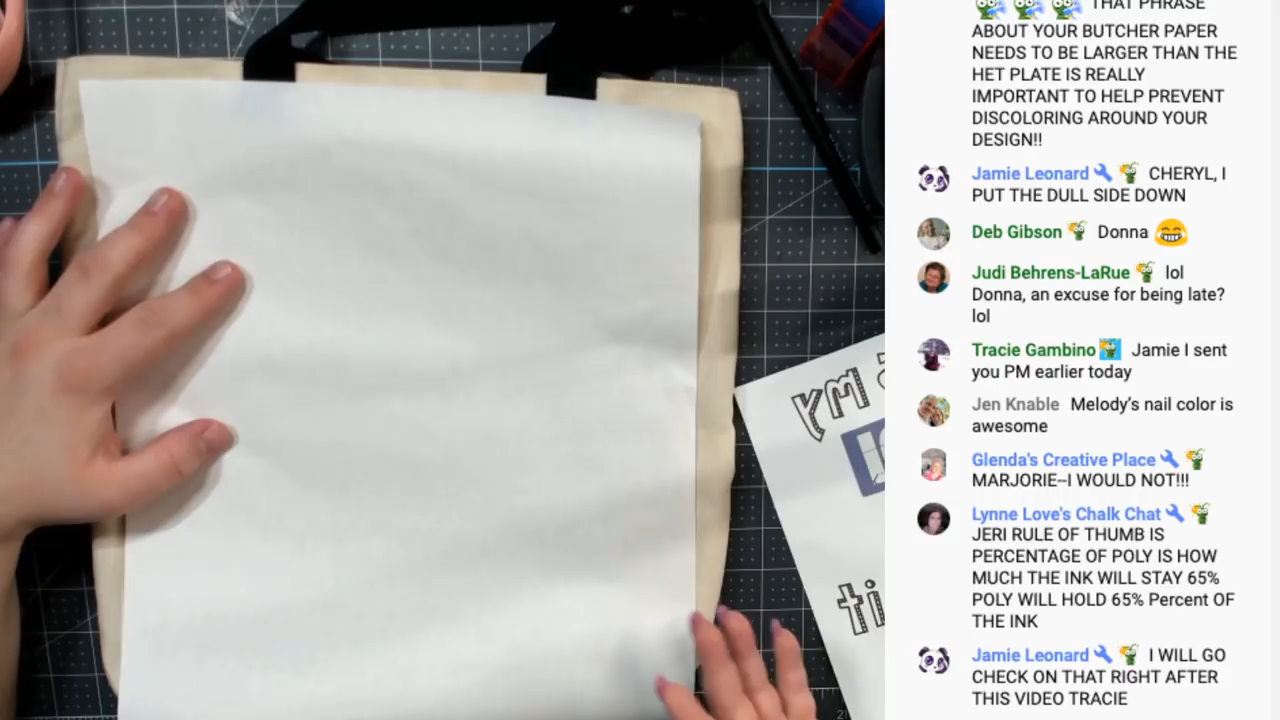 THAT PHRASE
ABOUT YOUR BUTCHER PAPER
NEEDS TO BE LARGER THAN THE
HET PLATE IS REALLY
IMPORTANT TO HELP PREVENT
DISCOLORING AROUND YOUR
DESIGN!!
Jamie Leonard CHERYL, I
PUT THE DULL SIDE DOWN
Deb Gibson Donna
Judi Behrens-LaRue lol
Donna, an excuse for being late?
lol
Tracie Gambino Jamie I sent
you PM earlier today
Jen Knable Melody’s nail color is
awesome
Glenda's Creative Place
MARJORIE–I WOULD NOT!!!
Lynne Love's Chalk Chat
JERI RULE OF THUMB IS
PERCENTAGE OF POLY IS HOW
MUCH THE INK WILL STAY 65%
POLY WILL HOLD 65% Percent OF
THE INK
Jamie Leonard I WILL GO
CHECK ON THAT RIGHT AFTER
THIS VIDEO TRACIE
I'M
ti
21